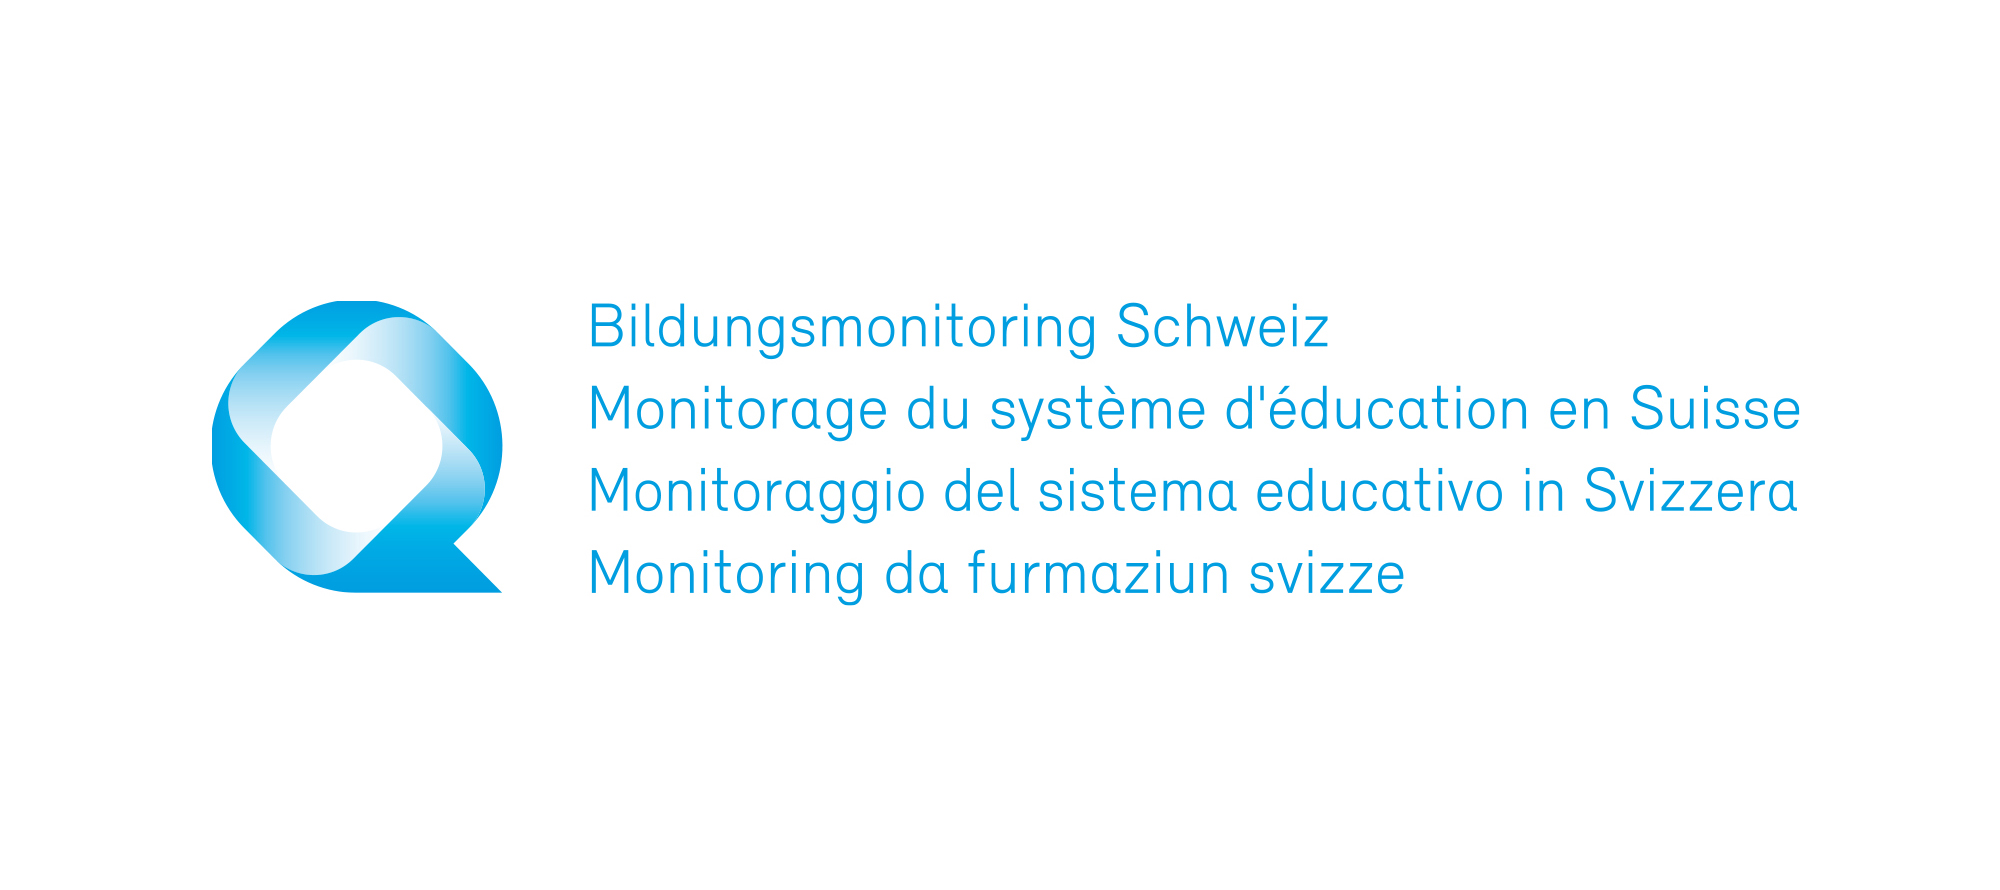 Bildungsmonitoring Schweiz
Monitorage du système d'éducation en Suisse
Monitoraggio del sistema educativo in Svizzera
Monitoring da furmaziun svizze